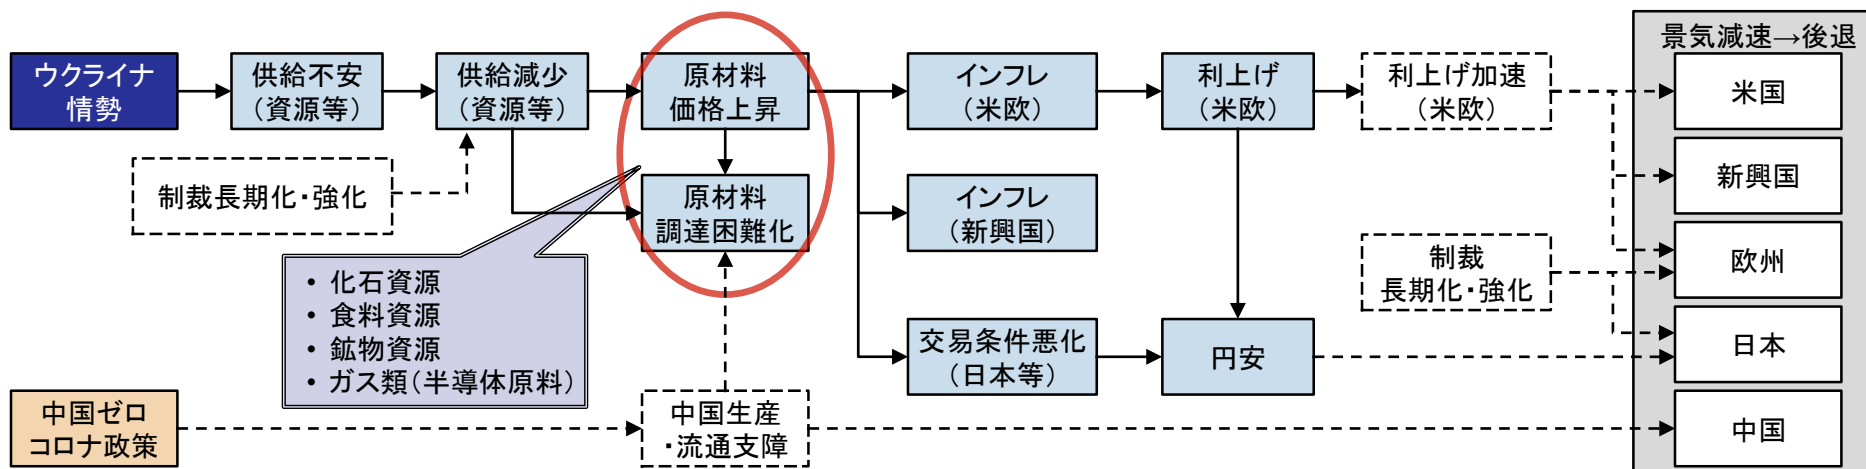 景気減速→後退
ウクライナ
情勢
供給不安
（資源等）
供給減少
（資源等）
原材料
価格上昇
インフレ
（米欧）
利上げ
（米欧）
利上げ加速
（米欧）
米国
制裁長期化・強化
原材料
調達困難化
インフレ
（新興国）
新興国
制裁
長期化・強化
欧州
• 化石資源
• 食料資源
• 鉱物資源
• ガス類（半導体原料）
交易条件悪化
（日本等）
円安
日本
中国ゼロ
コロナ政策
中国生産
・流通支障
中国